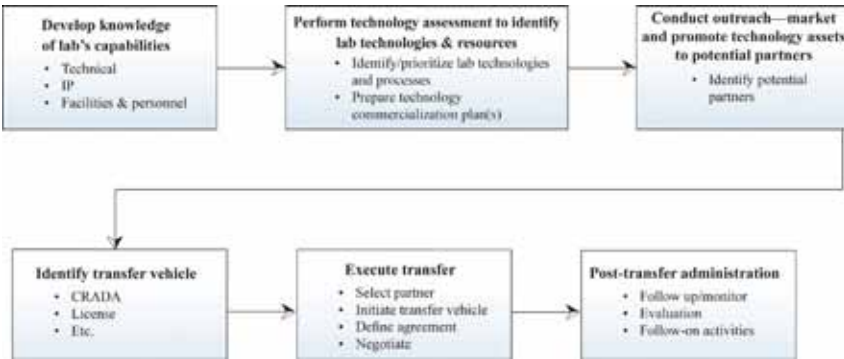 Develop knowledge
of lab's capabilities
• Technical
• IP
• Facilities & personnel
Perform technology assessment to identify
lab technologies & resources
• Identify/prioritize lab technologies
and processes
• Prepare technology
commercialization plan(s)
Conduct outreach—market
and promote technology assets
to potential partners
• Identify potential
partners
Identify transfer vehicle
• CRADA
• License
• Etc.
Execute transfer
• Select partner
• Initiate transfer vehicle
• Define agreement
• Negotiate
Post-transfer administration
• Follow up/monitor
• Evaluation
• Follow-on activities